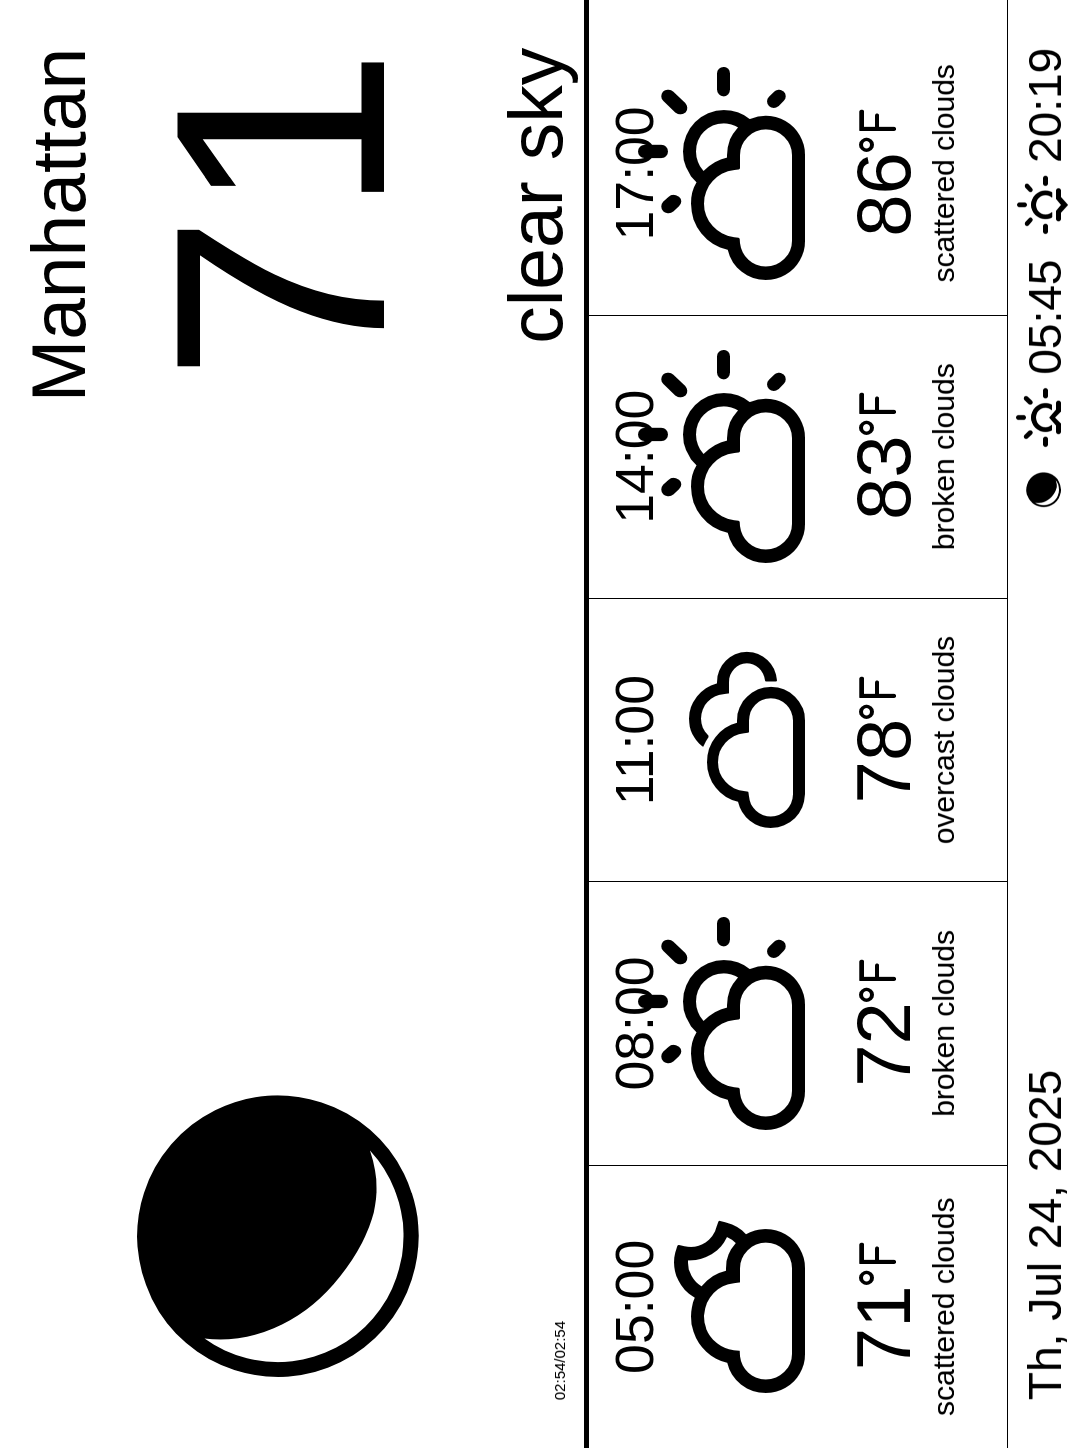 Manhattan
71
clear sky
02:54/02:54
05:00
71°F
scattered clouds
08:00
72°F
broken clouds
11:00
78°F
overcast clouds
14:00
83°F
broken clouds
17:00
86°F
scattered clouds
Th, Jul 24, 2025
05:45
20:19